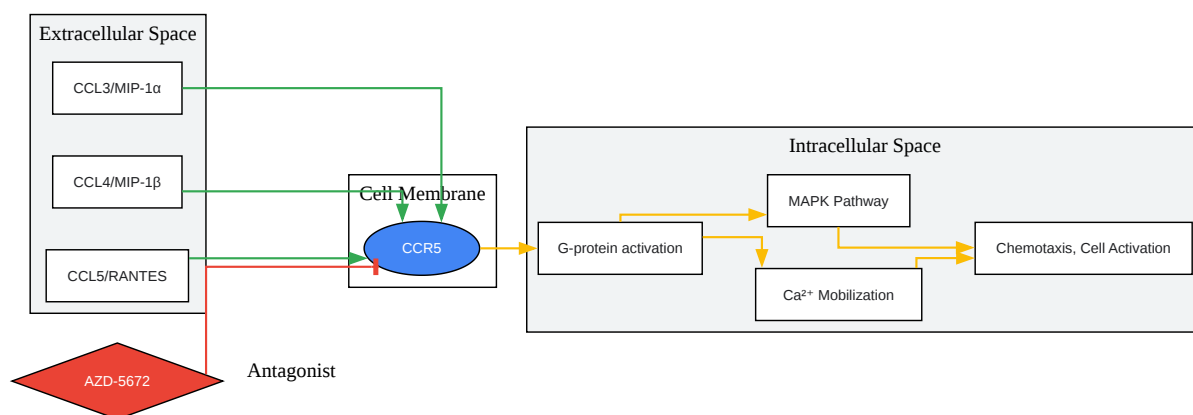 Extracellular Space
CCL3/MIP-1α
CCL4/MIP-1β
CCL5/RANTES
AZD-5672
Antagonist
Cell Membrane
CCR5
Intracellular Space
G-protein activation
MAPK Pathway
Ca²⁺ Mobilization
Chemotaxis, Cell Activation